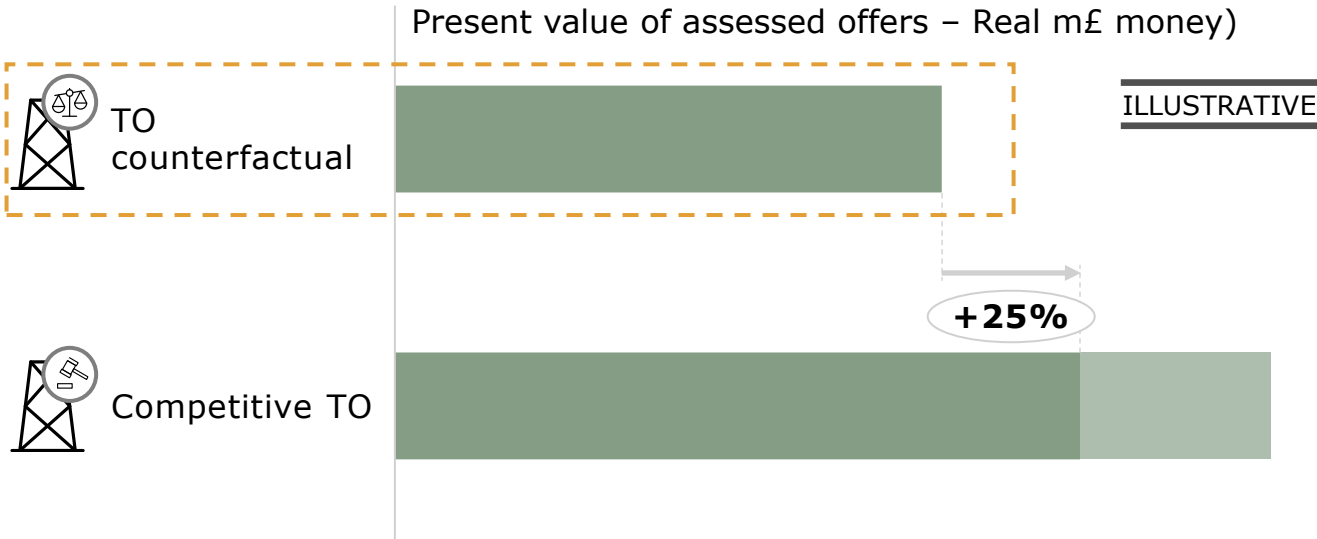 Present value of assessed offers – Real m£ money)
ILLUSTRATIVE
TO
counterfactual
+25%
Competitive TO